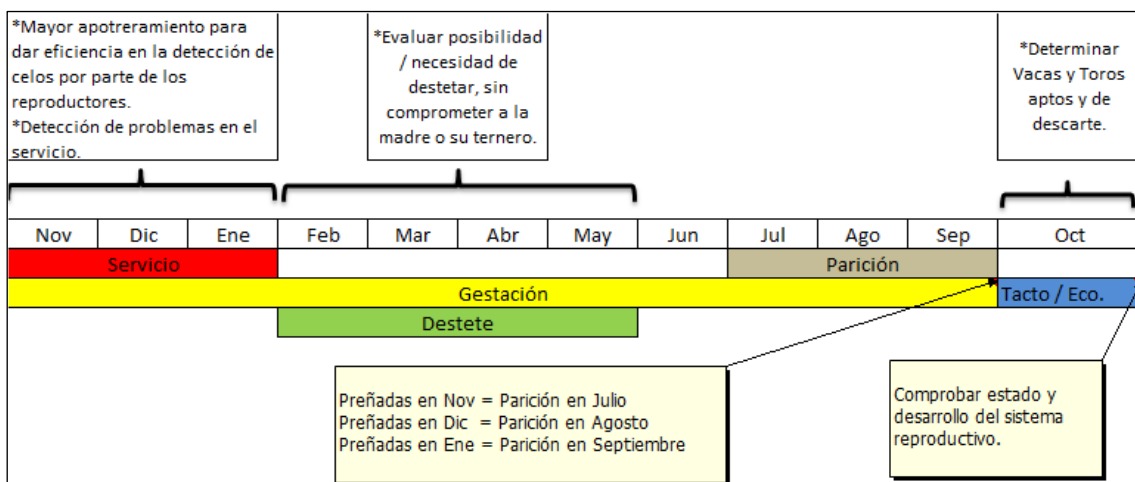 *Mayor apotreramiento para
dar eficiencia en la detección de
celos por parte de los
reproductores.
*Detección de problemas en el
servicio.
*Evaluar posibilidad
/ necesidad de
destetar, sin
comprometer a la
madre o su ternero.
*Determinar
Vacas y Toros
aptos y de
descarte.
Nov Dic Ene Feb Mar Abr May Jun Jul Ago Sep Oct
Servicio Parición
Gestación Tacto / Eco.
Destete
Preñadas en Nov = Parición en Julio
Preñadas en Dic = Parición en Agosto
Preñadas en Ene = Parición en Septiembre
Comprobar estado y
desarrollo del sistema
reproductivo.